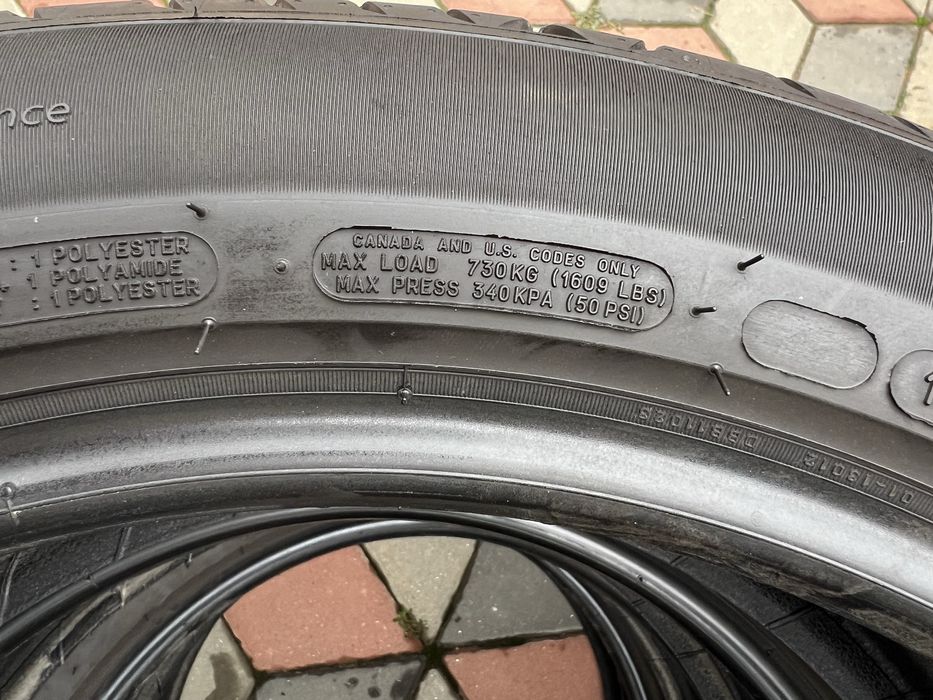 nce
: 1 POLYESTER
1 POLYAMIDE
: 1 POLYESTER
CANADA AND U.S. CODES ONLY
MAX LOAD 730KG (1609 LBS)
MAX PRESS 340KPA (50 PSI)
1